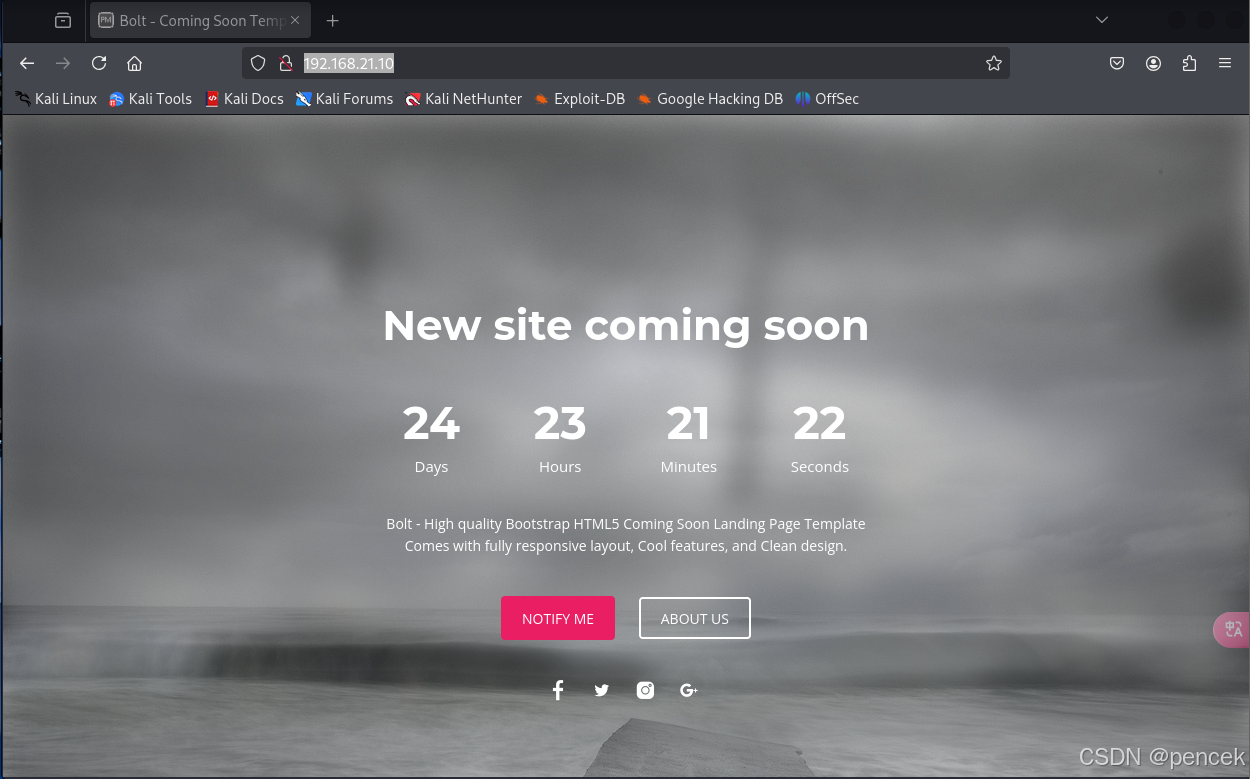 Bolt - Coming Soon Temp
192.168.21.10
Kali Linux Kali Tools Kali Docs Kali Forums Kali NetHunter Exploit-DB Google Hacking DB OffSec
New site coming soon
24 23 21 22
Days Hours Minutes Seconds
Bolt - High quality Bootstrap HTML5 Coming Soon Landing Page Template
Comes with fully responsive layout, Cool features, and Clean design.
NOTIFY ME ABOUT US
中A
CSDN @pencek